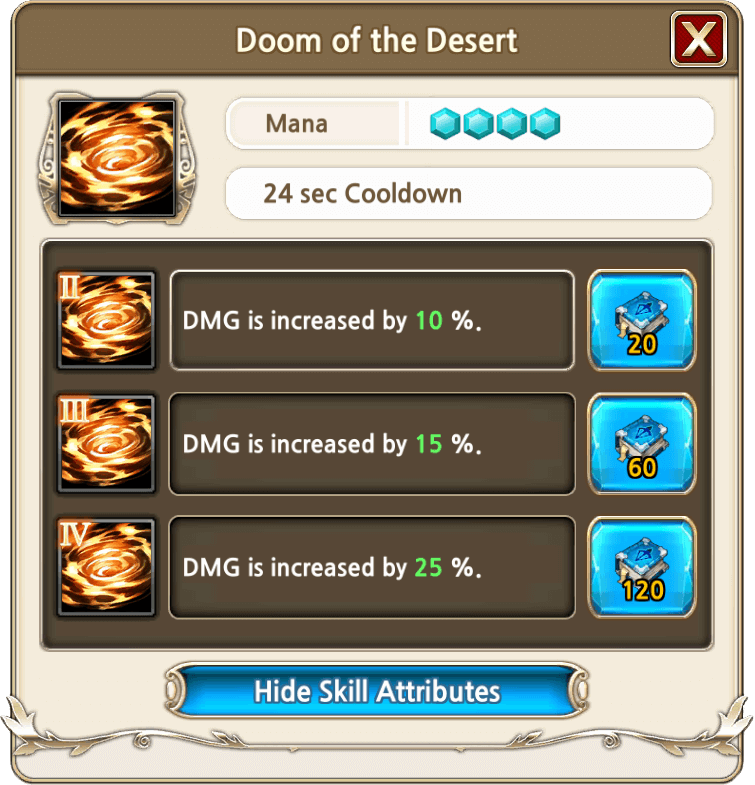 Doom of the Desert
X
Mana
24 sec Cooldown
II
DMG is increased by 10 %.
20
III
DMG is increased by 15 %.
60
IV
DMG is increased by 25 %.
120
Hide Skill Attributes